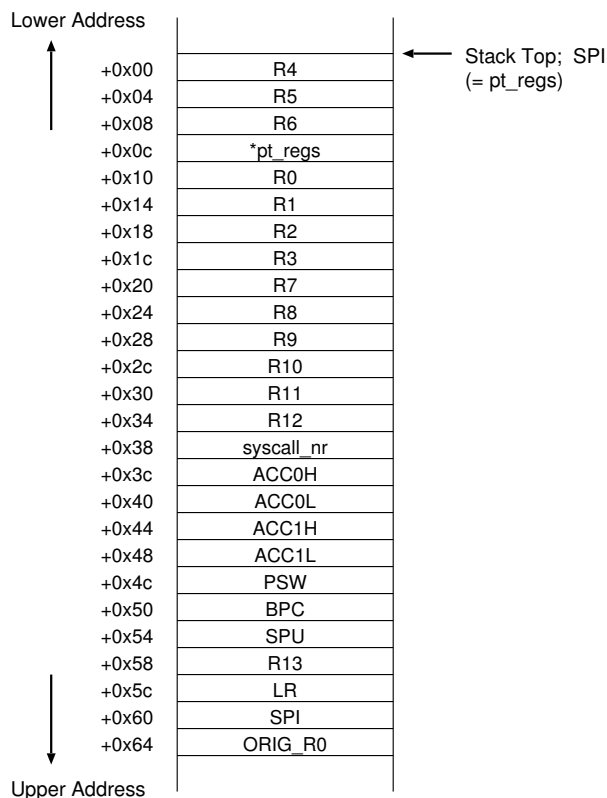 Lower Address
Stack Top; SPI
(= pt_regs)
+0x00 R4
+0x04 R5
+0x08 R6
+0x0c *pt_regs
+0x10 R0
+0x14 R1
+0x18 R2
+0x1c R3
+0x20 R7
+0x24 R8
+0x28 R9
+0x2c R10
+0x30 R11
+0x34 R12
+0x38 syscall_nr
+0x3c ACC0H
+0x40 ACC0L
+0x44 ACC1H
+0x48 ACC1L
+0x4c PSW
+0x50 BPC
+0x54 SPU
+0x58 R13
+0x5c LR
+0x60 SPI
+0x64 ORIG_R0
Upper Address